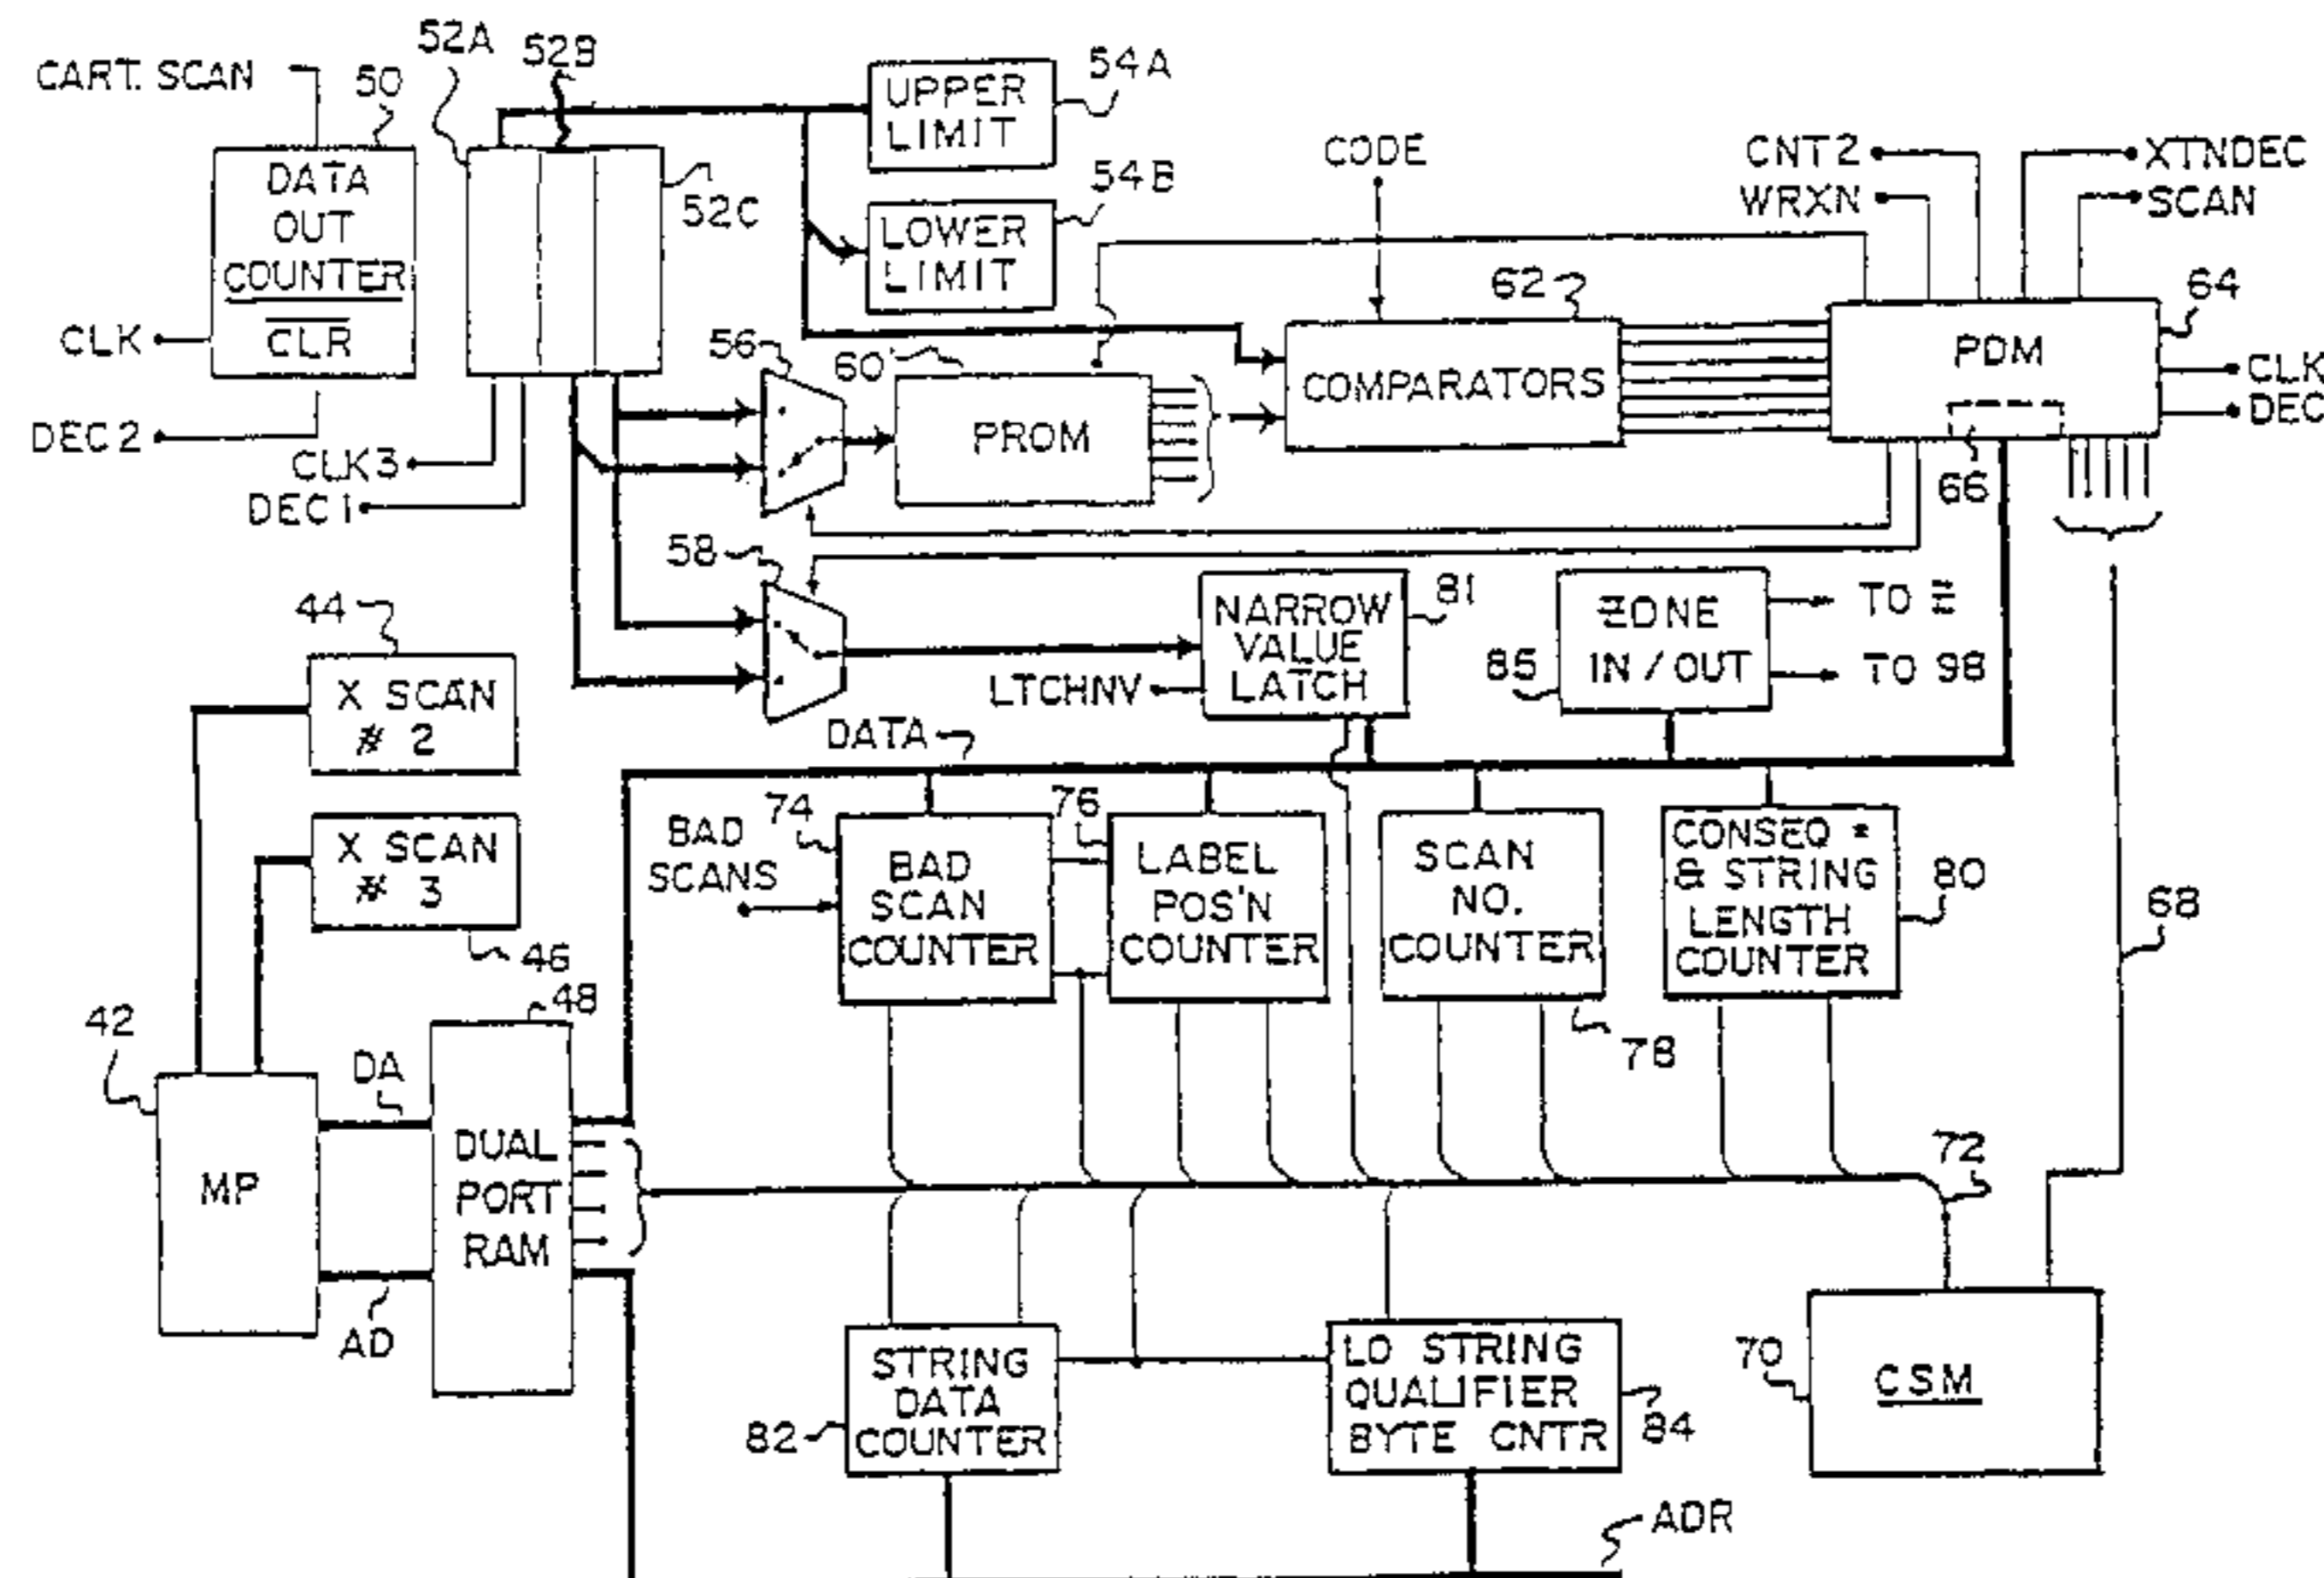 52A
52B
CART. SCAN
50
UPPER
LIMIT
54A
DATA
OUT
COUNTER
CLR
52C
LOWER
LIMIT
54B
CODE
CNT2
WRXN
XTNDEC
SCAN
CLK
DEC2
CLK3
DEC1
56
60
PROM
62
COMPARATORS
64
PDM
66
CLK
DEC
58
44
X SCAN
# 2
NARROW
VALUE
LATCH
81
LTCHNV
ZONE
IN / OUT
85
TO Ξ
TO 98
DATA
X SCAN
# 3
46
BAD
SCANS
74
BAD
SCAN
COUNTER
76
LABEL
POS'N
COUNTER
SCAN
NO.
COUNTER
78
CONSEQ *
& STRING
LENGTH
COUNTER
80
68
42
48
MP
DA
AD
DUAL
PORT
RAM
72
STRING
DATA
COUNTER
82
LO STRING
QUALIFIER
BYTE CNTR
84
70
CSM
ADR